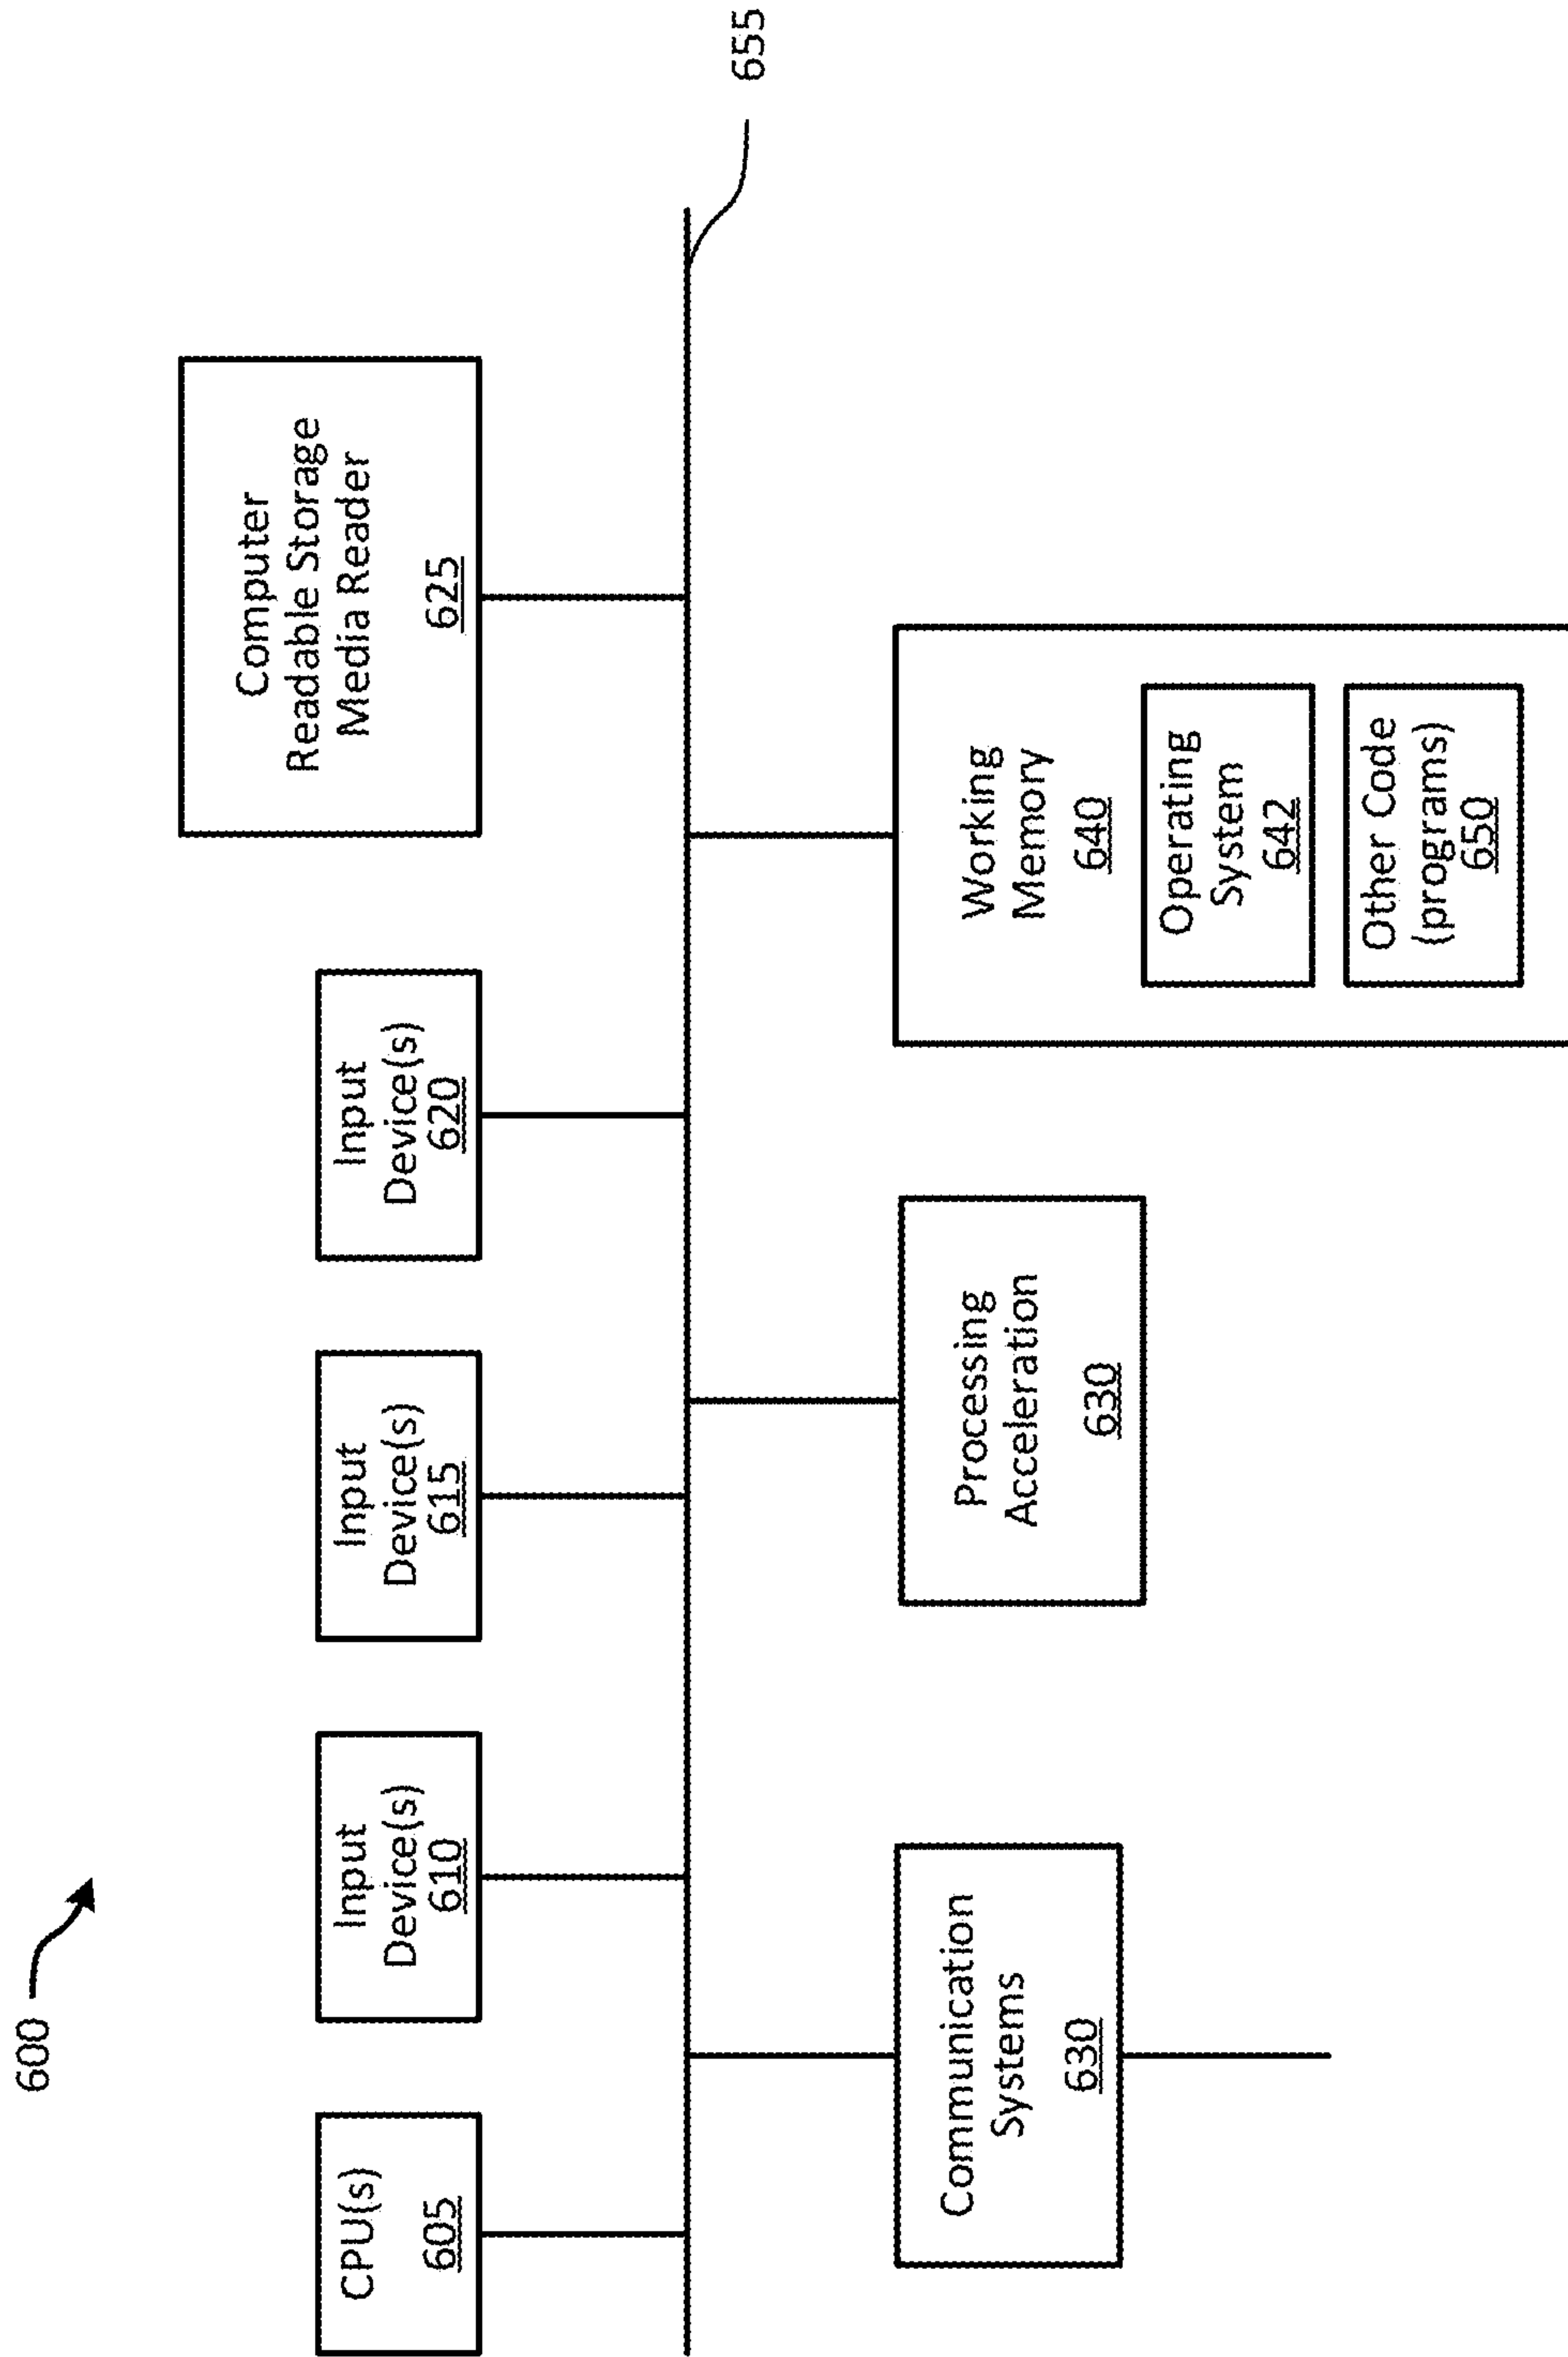 600
CPU(s)
605
Input
Device(s)
610
Input
Device(s)
615
Input
Device(s)
620
Computer
Readable Storage
Media Reader
625
655
Communication
Systems
630
Processing
Acceleration
630
Working
Memory
640
Operating
System
642
Other Code
(programs)
650